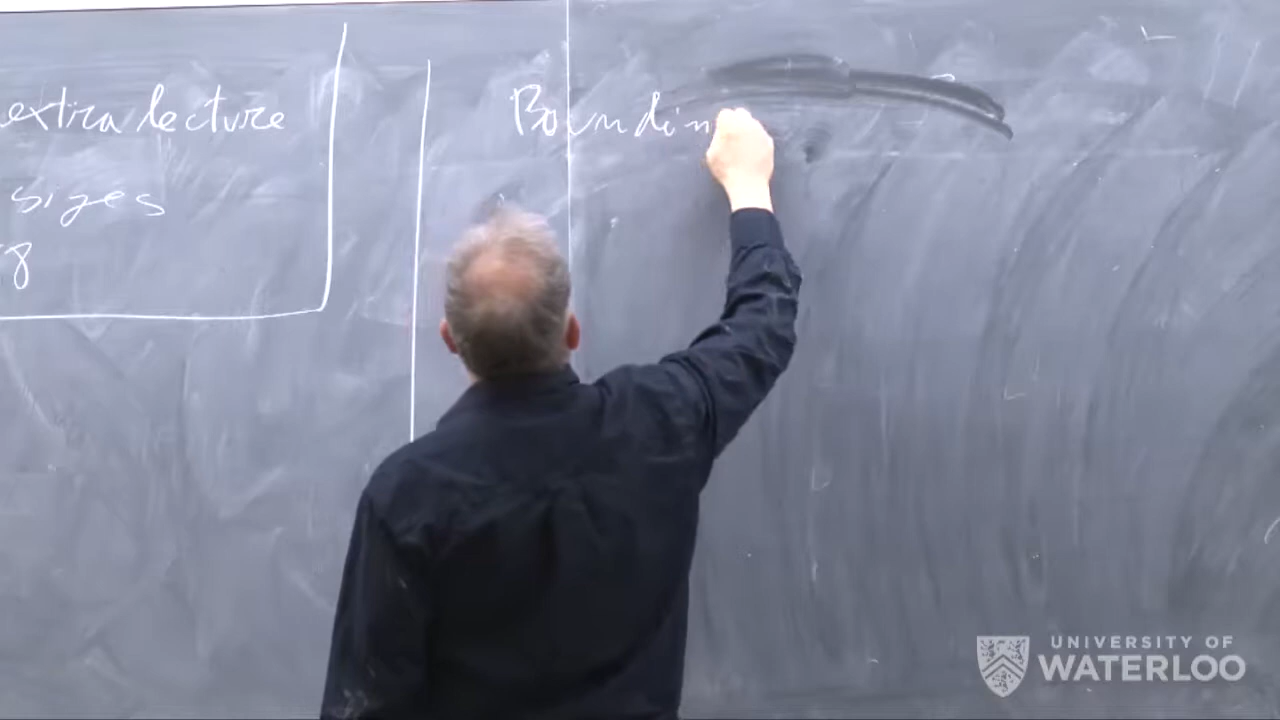 extra lecture
sizes
8
Boundin
UNIVERSITY OF
WATERLOO